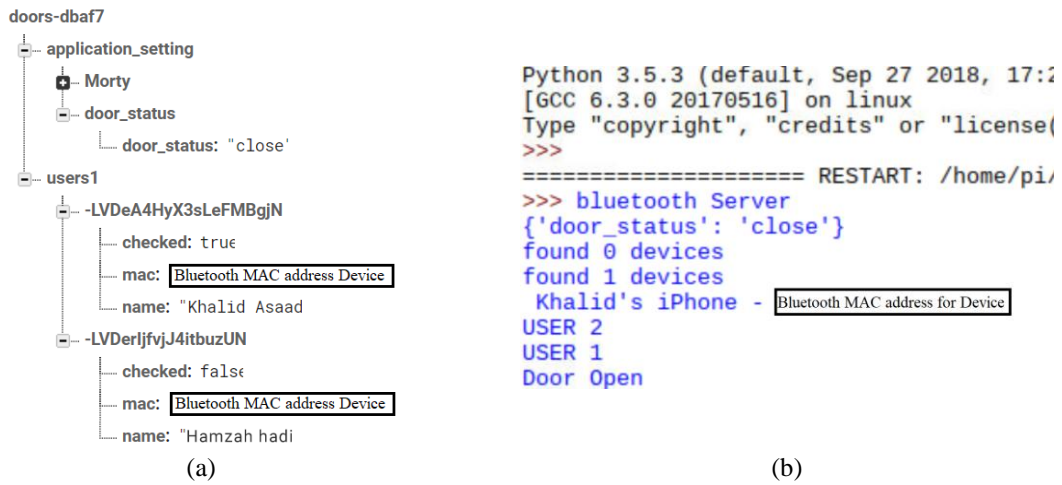 doors-dbaf7
application_setting
Morty
door_status
door_status: "close'
users1
-LVDeA4HyX3sLeFMBgjN
checked: true
mac: Bluetooth MAC address Device
name: "Khalid Asaad
-LVDerIjfvjJ4itbuzUN
checked: false
mac: Bluetooth MAC address Device
name: "Hamzah hadi
(a)
Python 3.5.3 (default, Sep 27 2018, 17:2
[GCC 6.3.0 20170516] on linux
Type "copyright", "credits" or "license(
>>>
===================== RESTART: /home/pi/
>>> bluetooth Server
{'door_status': 'close'}
found 0 devices
found 1 devices
Khalid's iPhone - Bluetooth MAC address for Device
USER 2
USER 1
Door Open
(b)